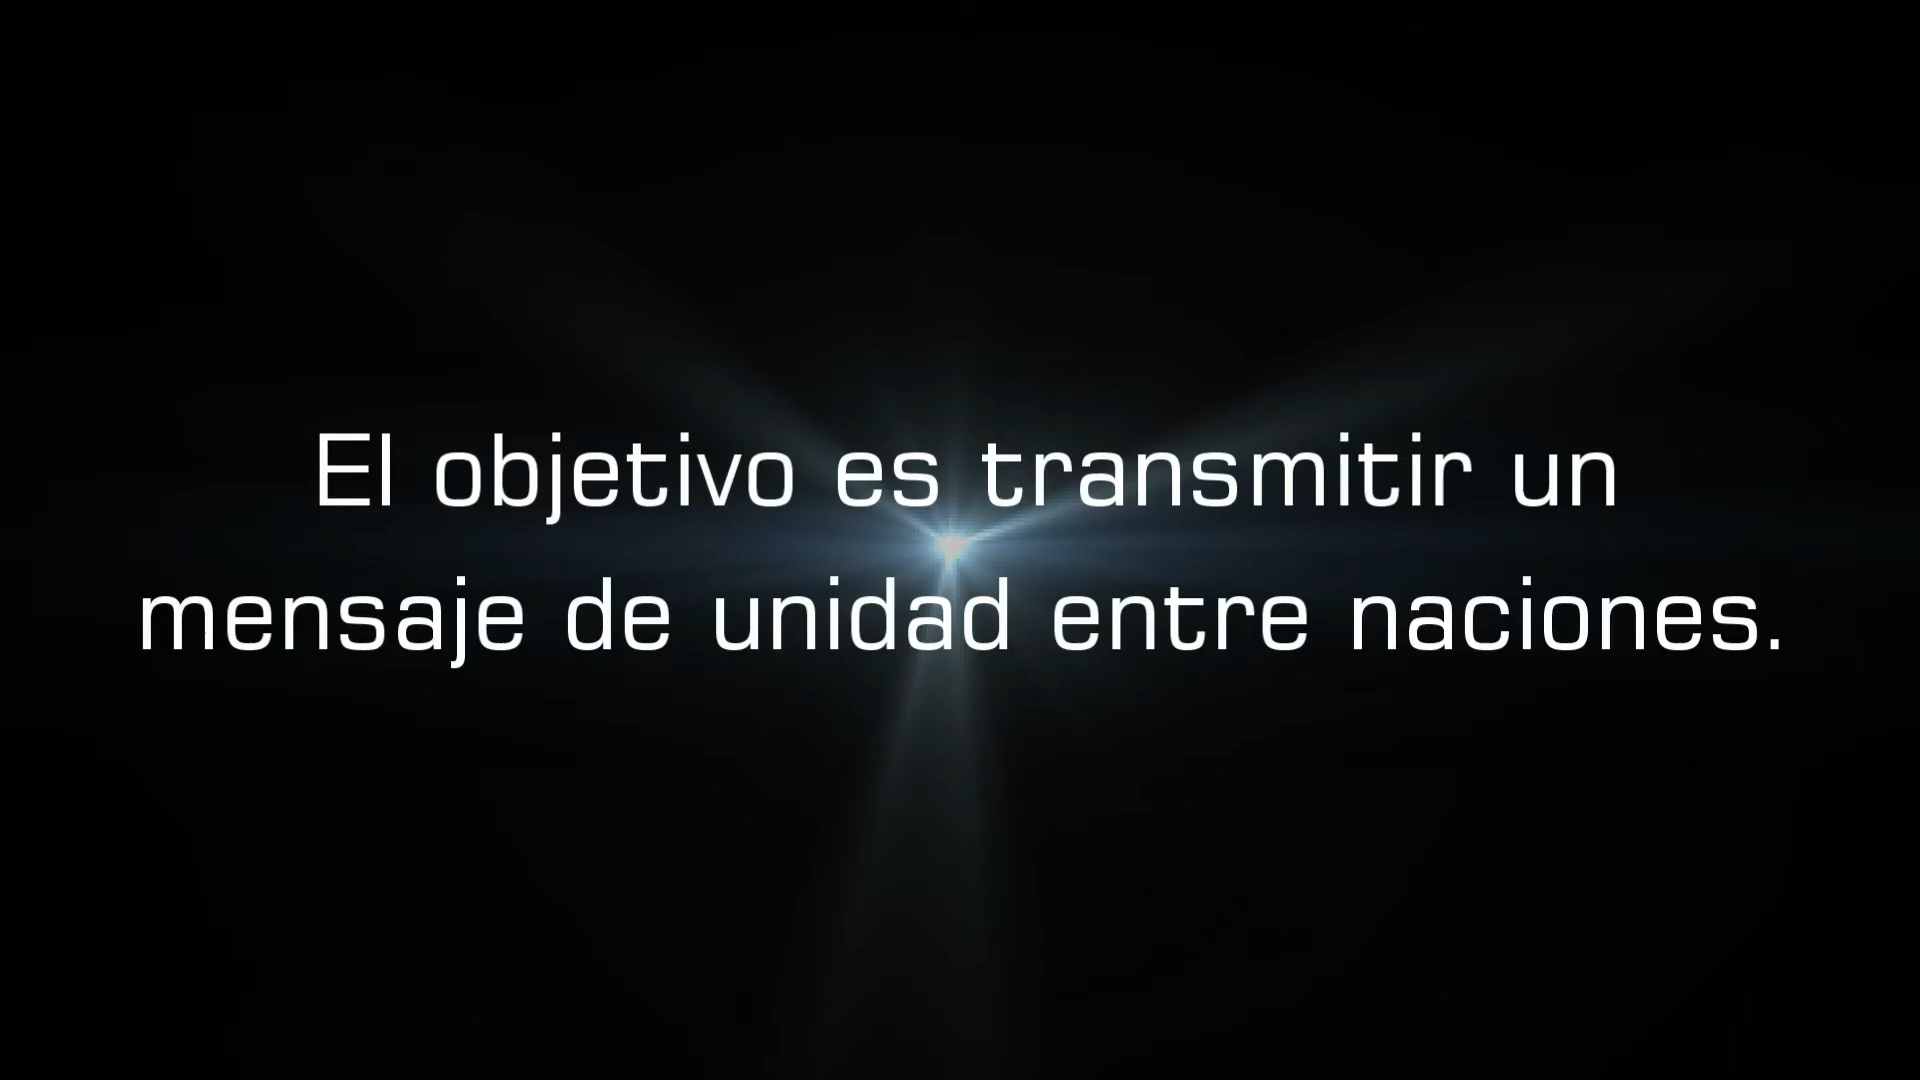 El objetivo es transmitir un
mensaje de unidad entre naciones.